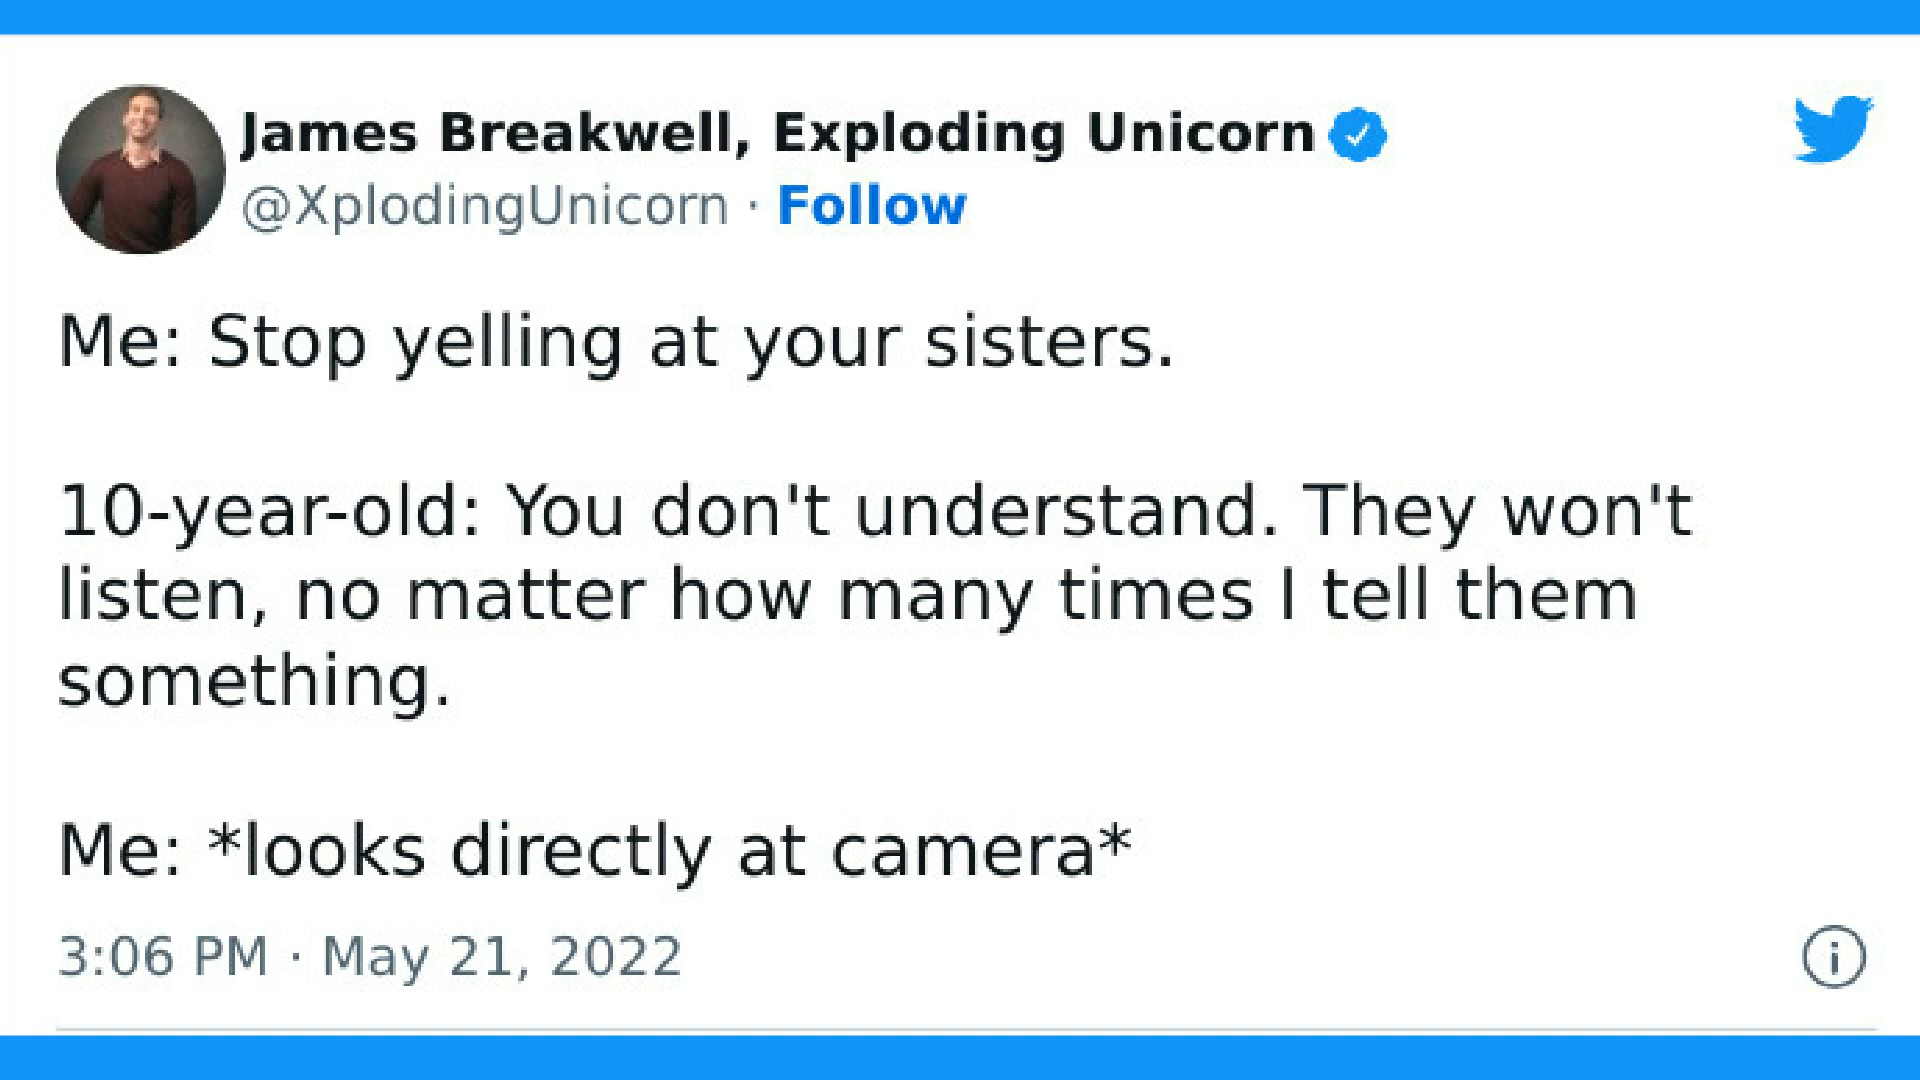 James Breakwell, Exploding Unicorn
@XplodingUnicorn · Follow
Me: Stop yelling at your sisters.
10-year-old: You don't understand. They won't
listen, no matter how many times I tell them
something.
Me: *looks directly at camera*
3:06 PM · May 21, 2022